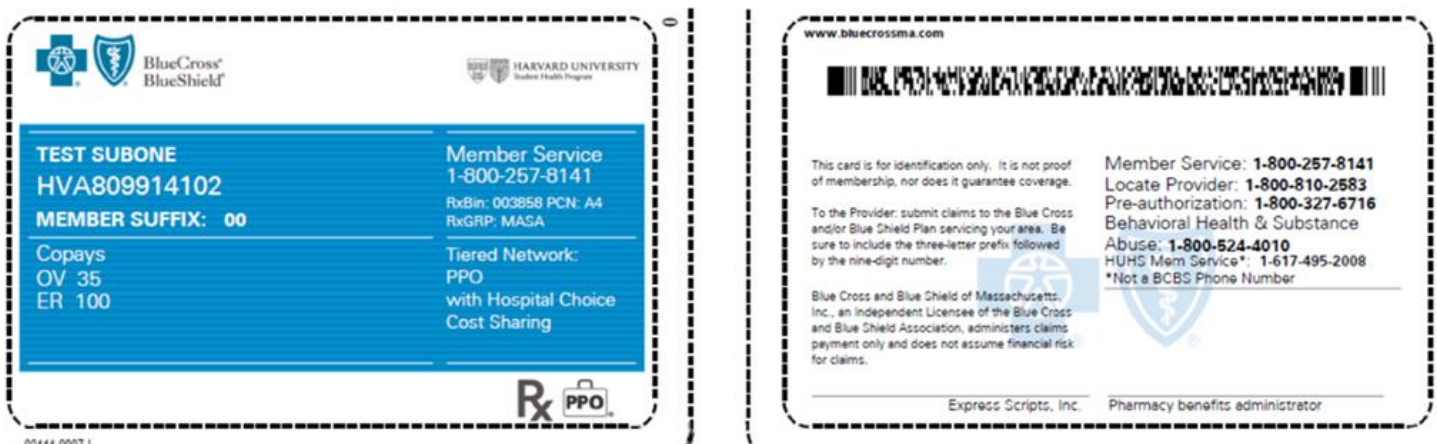 BlueCross®
BlueShield®
HARVARD UNIVERSITY
Student Health Program
TEST SUBONE
HVA809914102
MEMBER SUFFIX: 00
Member Service
1-800-257-8141
RxBin: 003858 PCN: A4
RxGRP: MASA
Copays
OV 35
ER 100
Tiered Network:
PPO
with Hospital Choice
Cost Sharing
Rx PPO
www.bluecrossma.com
This card is for identification only. It is not proof
of membership, nor does it guarantee coverage.
To the Provider: submit claims to the Blue Cross
and/or Blue Shield Plan servicing your area. Be
sure to include the three-letter prefix followed
by the nine-digit number.
Blue Cross and Blue Shield of Massachusetts,
Inc., an Independent Licensee of the Blue Cross
and Blue Shield Association, administers claims
payment only and does not assume financial risk
for claims.
Member Service: 1-800-257-8141
Locate Provider: 1-800-810-2583
Pre-authorization: 1-800-327-6716
Behavioral Health & Substance
Abuse: 1-800-524-4010
HUHS Mem Service*: 1-617-495-2008
*Not a BCBS Phone Number
Express Scripts, Inc.
Pharmacy benefits administrator